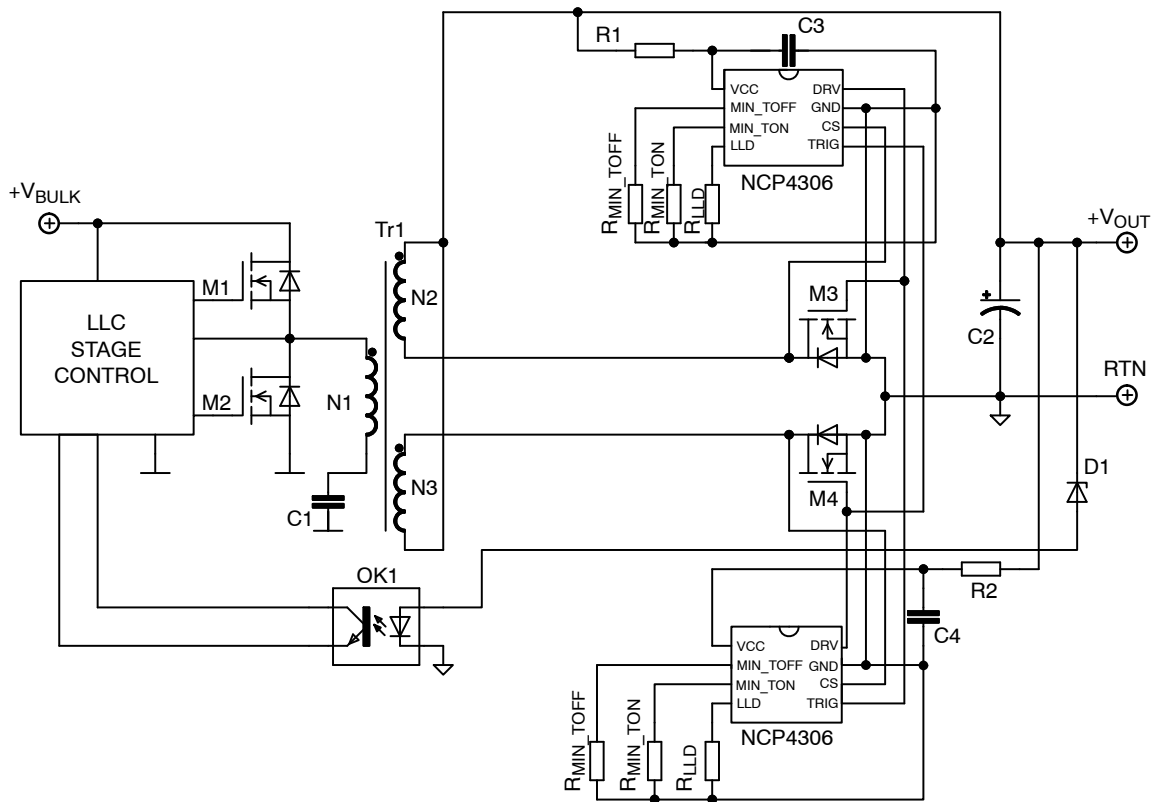 C3
R1
VCC
DRV
MIN_TOFF
GND
MIN_TON
CS
LLD
TRIG
NCP4306
RMIN_TOFF
RMIN_TON
RLLD
+VBULK
Tr1
+VOUT
M1
N2
M3
LLC
STAGE
CONTROL
C2
RTN
M2
N1
D1
N3
M4
C1
OK1
R2
C4
VCC
DRV
MIN_TOFF
GND
MIN_TON
CS
LLD
TRIG
NCP4306
RMIN_TOFF
RMIN_TON
RLLD